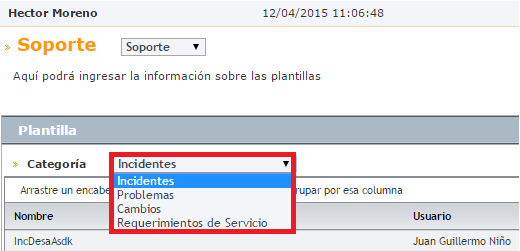 Hector Moreno 12/04/2015 11:06:48
» Soporte Soporte
Aquí podrá ingresar la información sobre las plantillas
Plantilla
» Categoría Incidentes
Incidentes
Arrastre un encabe rupar por esa columna
Problemas
Cambios
Requerimientos de Servicio
Nombre Usuario
IncDesaAsdk Juan Guillermo Niño